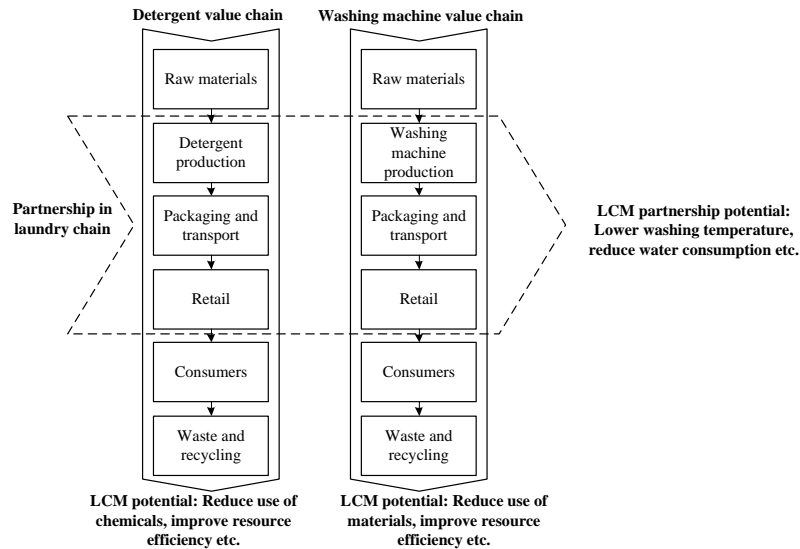 Detergent value chain
Washing machine value chain
Raw materials
Raw materials
Detergent
production
Washing
machine
production
Partnership in
laundry chain
Packaging and
transport
Packaging and
transport
LCM partnership potential:
Lower washing temperature,
reduce water consumption etc.
Retail
Retail
Consumers
Consumers
Waste and
recycling
Waste and
recycling
LCM potential: Reduce use of
chemicals, improve resource
efficiency etc.
LCM potential: Reduce use of
materials, improve resource
efficiency etc.